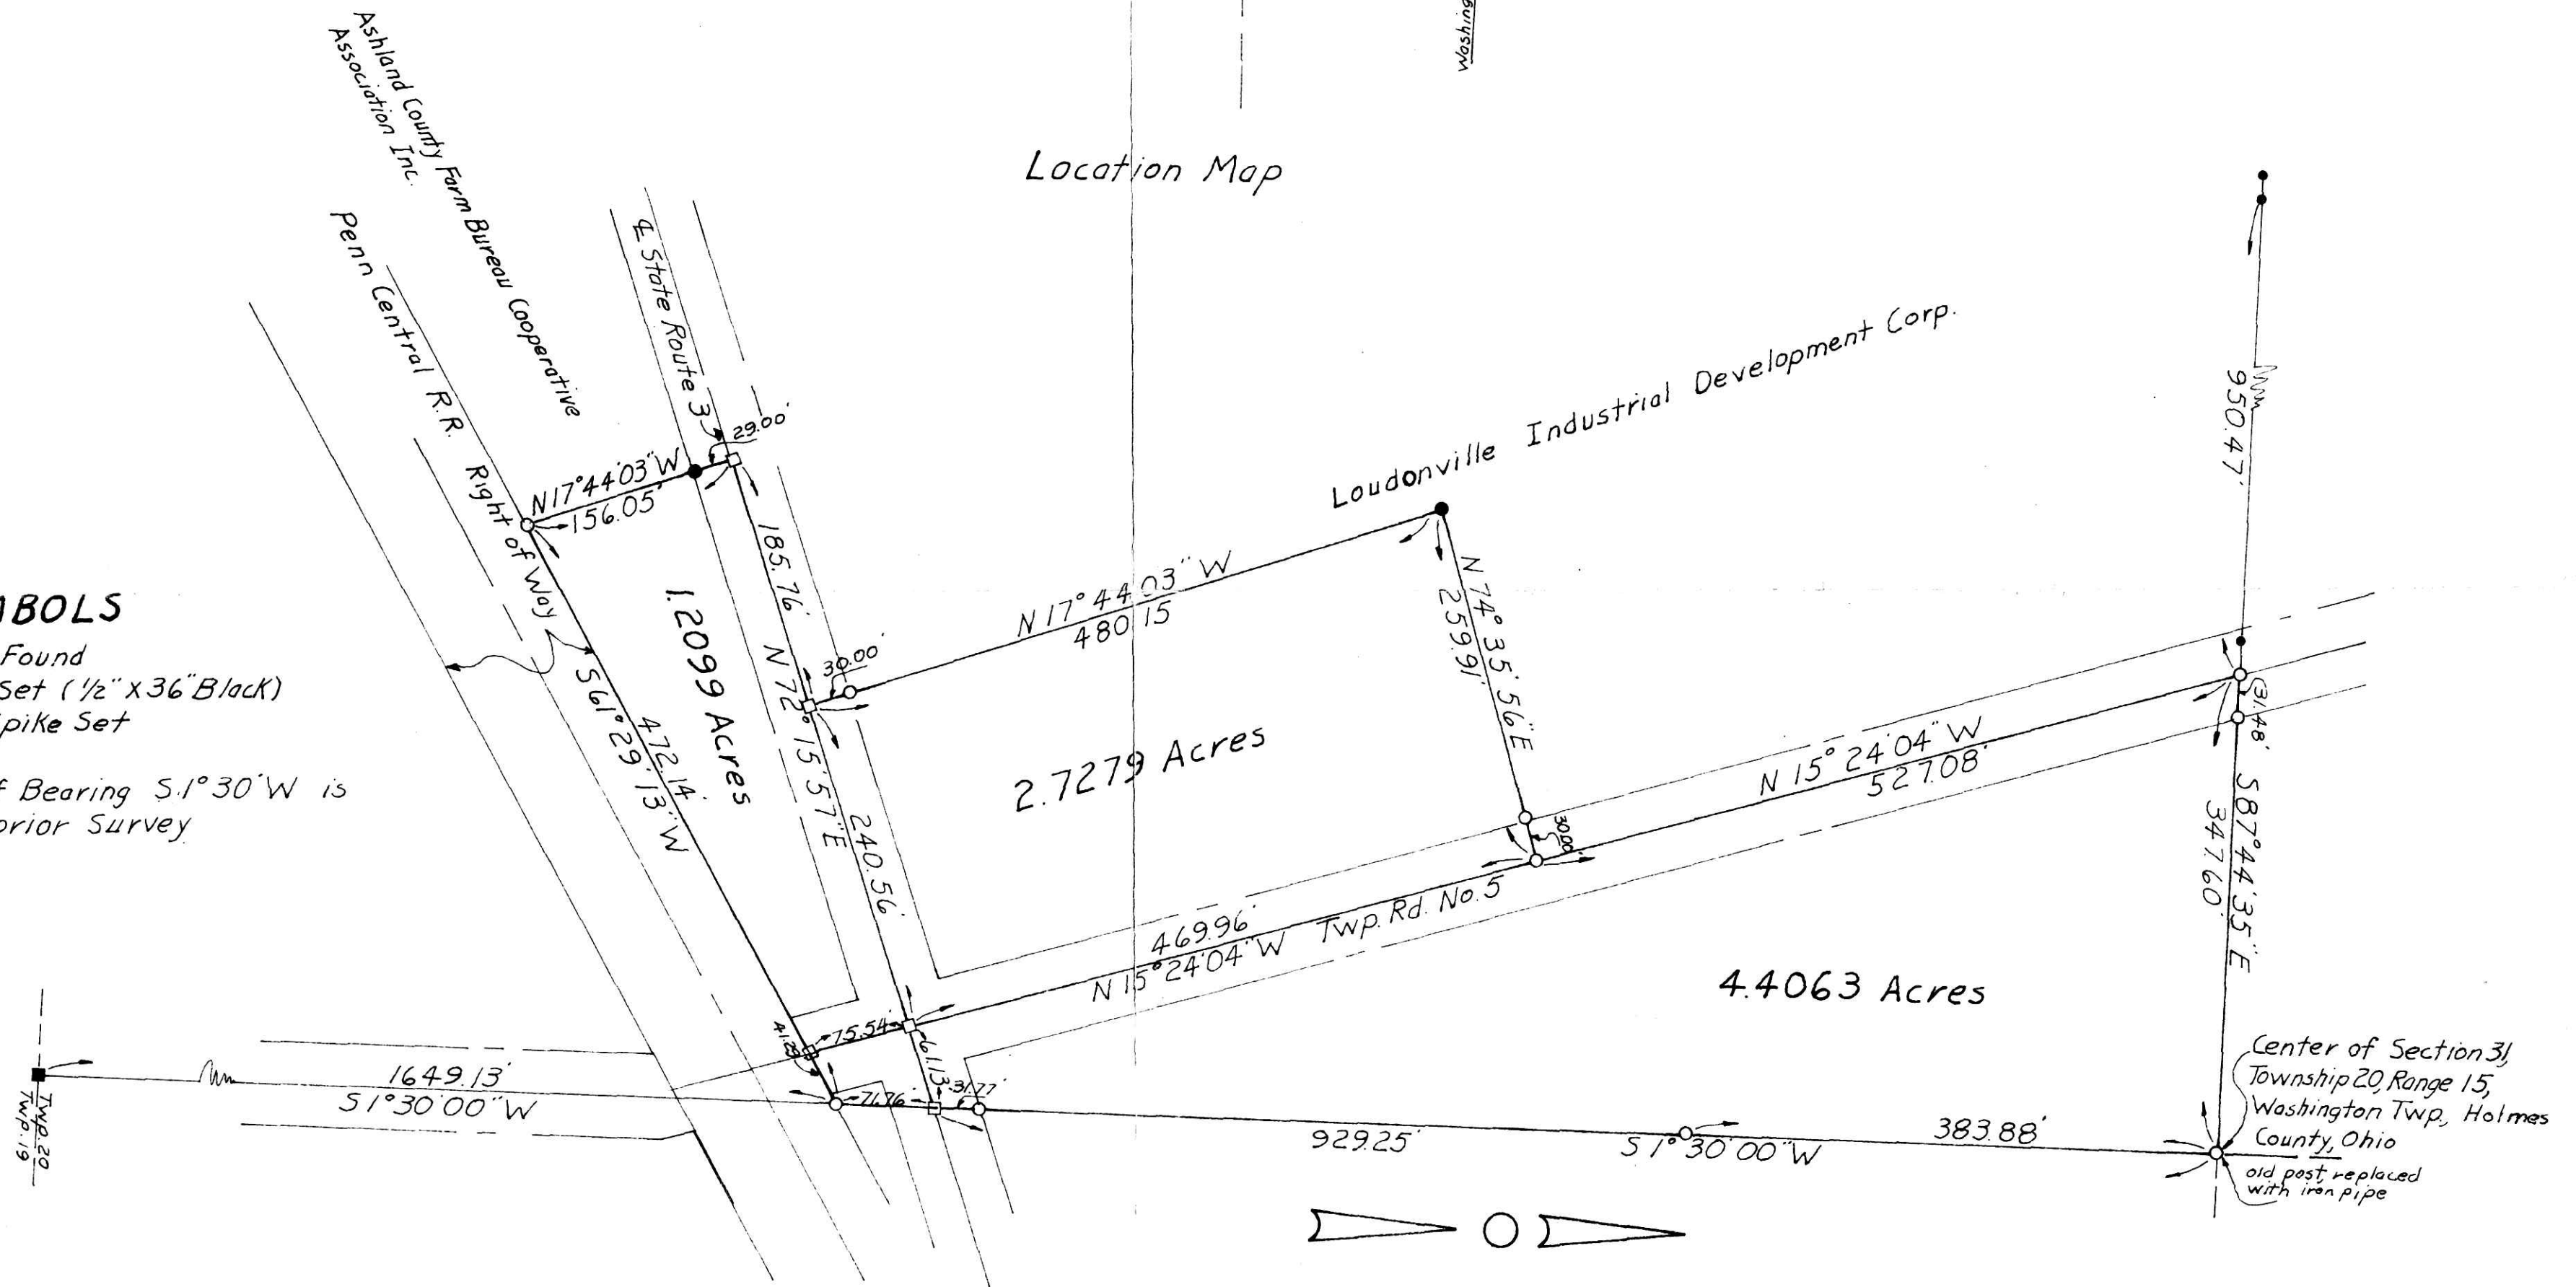 Washing
Location Map
Ashland County Farm Bureau Cooperative
Association Inc.
Penn Central R.R. Right of Way
℄ State Route 3
29.00'
N17°44'03"W
156.05'
185.76'
N 72° 15' 57" E
240.56'
1.2099 Acres
472.14'
S61°29'13"W
30.00'
N 17° 44 03" W
480 15
Loudonville Industrial Development Corp.
N 74° 35' 56" E
259.91'
2.7279 Acres
30.00'
469.96'
N 15° 24' 04" W
Twp. Rd. No. 5
N 15° 24' 04" W
527.08'
950.47'
31.48'
S87°44'35"E
347.60'
4.4063 Acres
75.54'
41.25'
61.13'
71.76'
31.77'
1649.13'
S 1°30'00"W
Twp. 20
Twp. 19
929.25'
S 1°30'00"W
383.88'
Center of Section 31,
Township 20, Range 15,
Washington Twp., Holmes
County, Ohio
old post, replaced
with iron pipe
BOLS
Found
Set (1/2" X 36" Black)
pike Set
f Bearing S.1°30'W is
prior Survey